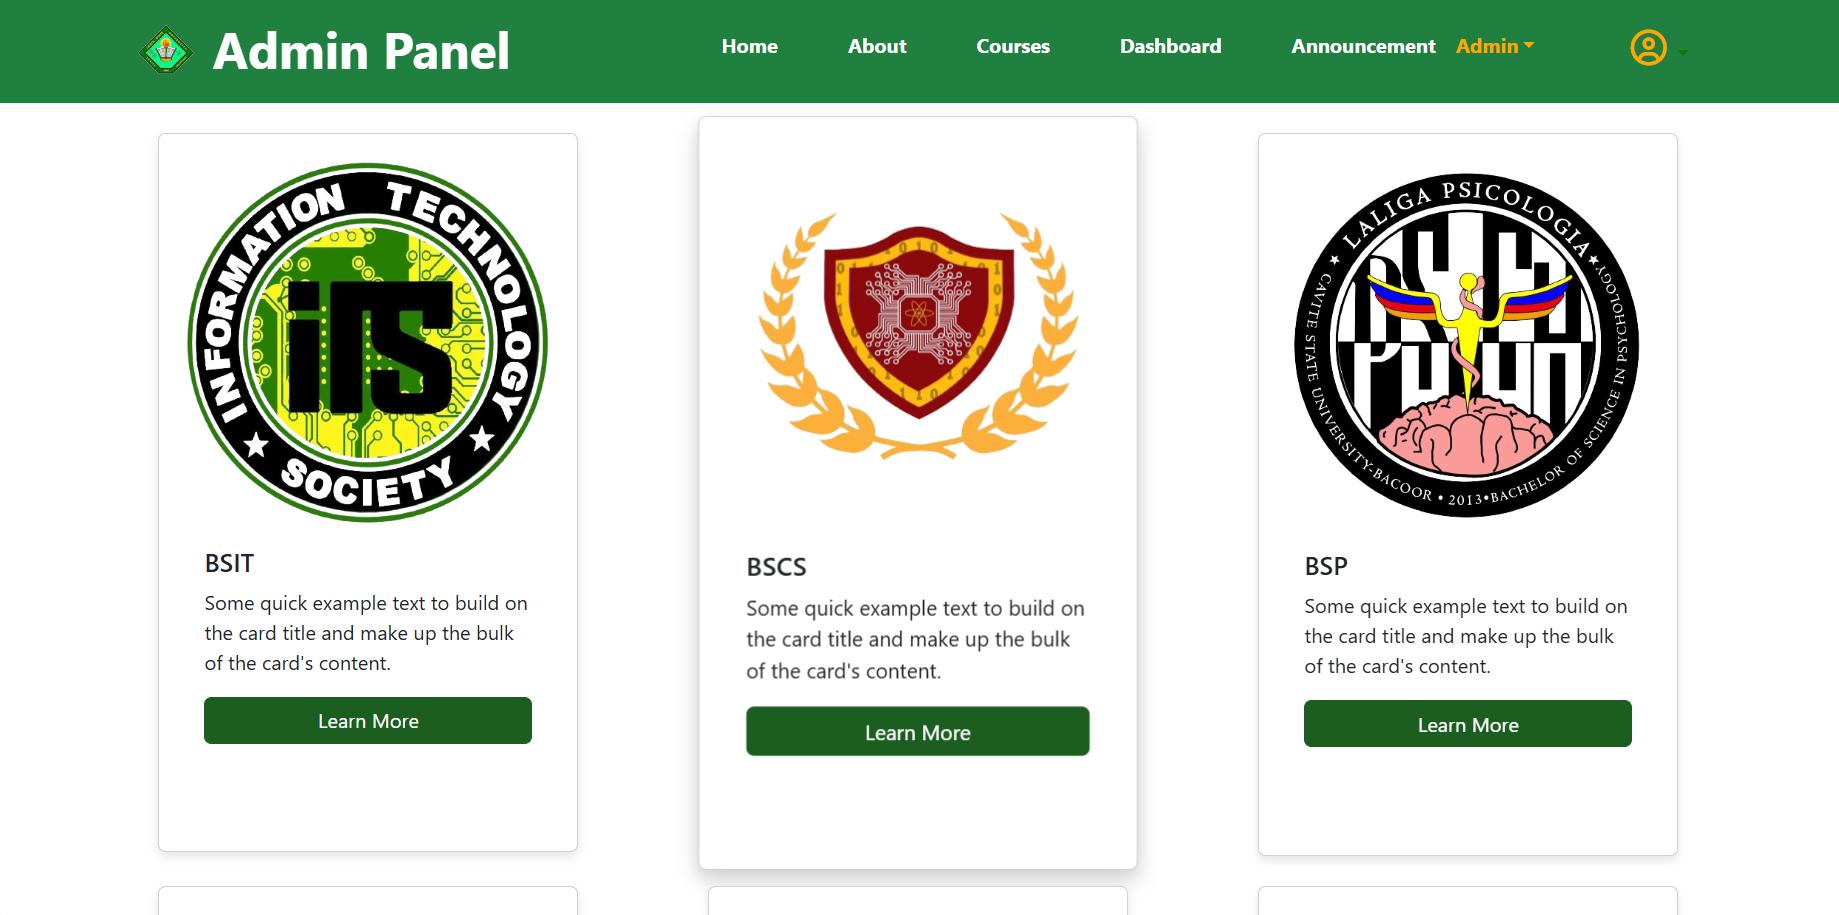 Admin Panel
Home About Courses Dashboard Announcement Admin
INFORMATION TECHNOLOGY
SOCIETY
iTS
BSIT
Some quick example text to build on
the card title and make up the bulk
of the card's content.
Learn More
BSCS
Some quick example text to build on
the card title and make up the bulk
of the card's content.
Learn More
LALIGA PSICOLOGIA
CAVITE STATE UNIVERSITY-BACOOR • 2013•BACHELOR OF SCIENCE IN PSYCHOLOGY
BSP
Some quick example text to build on
the card title and make up the bulk
of the card's content.
Learn More